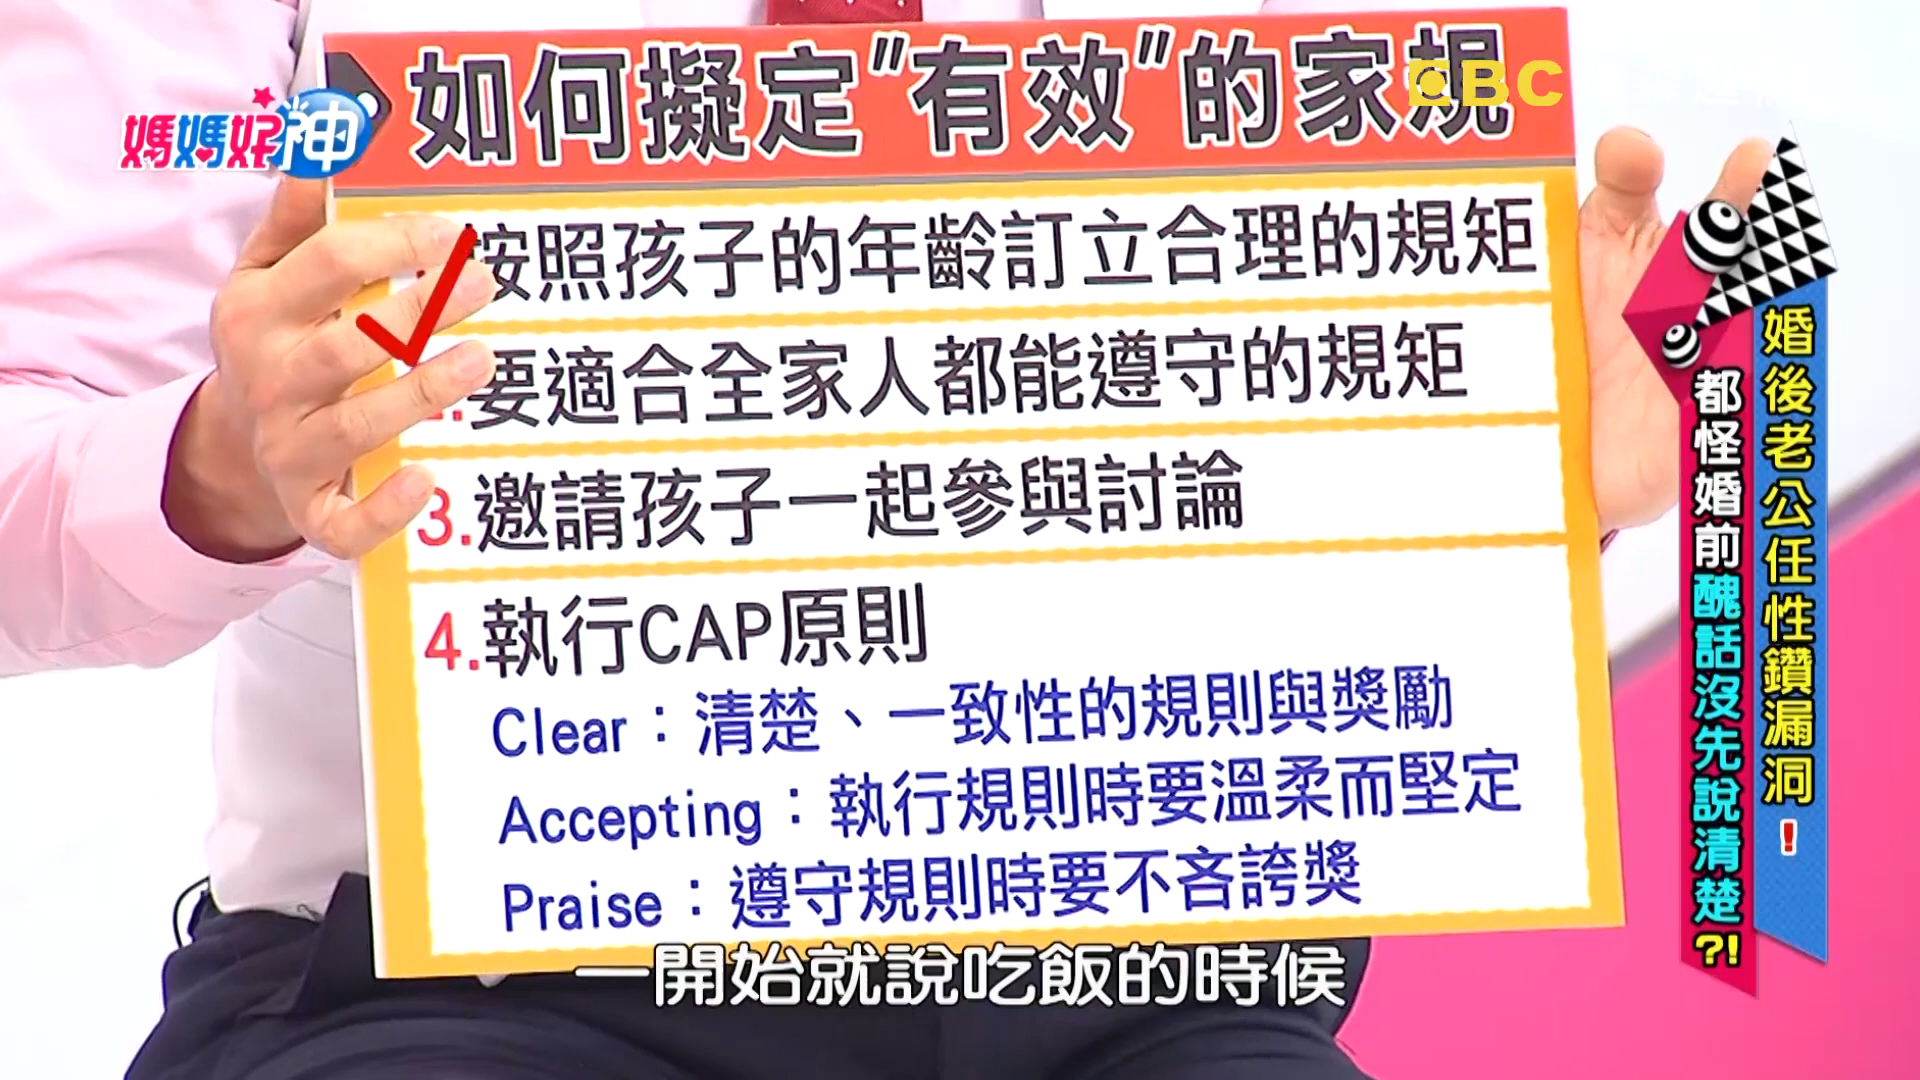 媽媽好神
EBC
如何擬定"有效"的家規
按照孩子的年齡訂立合理的規矩
2.要適合全家人都能遵守的規矩
3.邀請孩子一起參與討論
4.執行CAP原則
Clear：清楚、一致性的規則與獎勵
Accepting：執行規則時要溫柔而堅定
Praise：遵守規則時要不吝誇獎
婚後老公任性鑽漏洞！
都怪婚前醜話沒先說清楚?!
一開始就說吃飯的時候